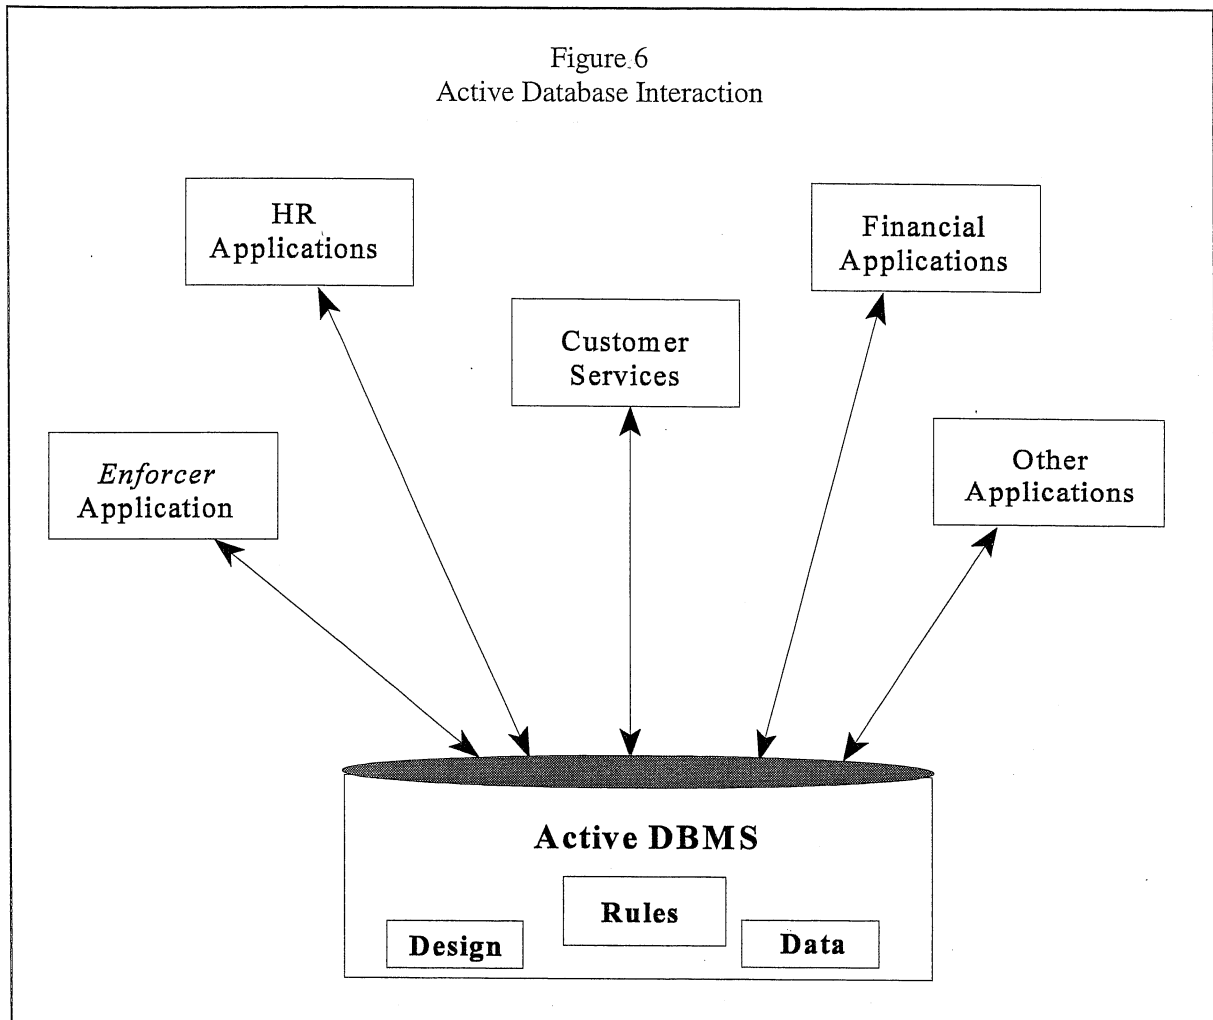 Figure 6
Active Database Interaction
HR
Applications
Financial
Applications
Customer
Services
Enforcer
Application
Other
Applications
Active DBMS
Rules
Design
Data